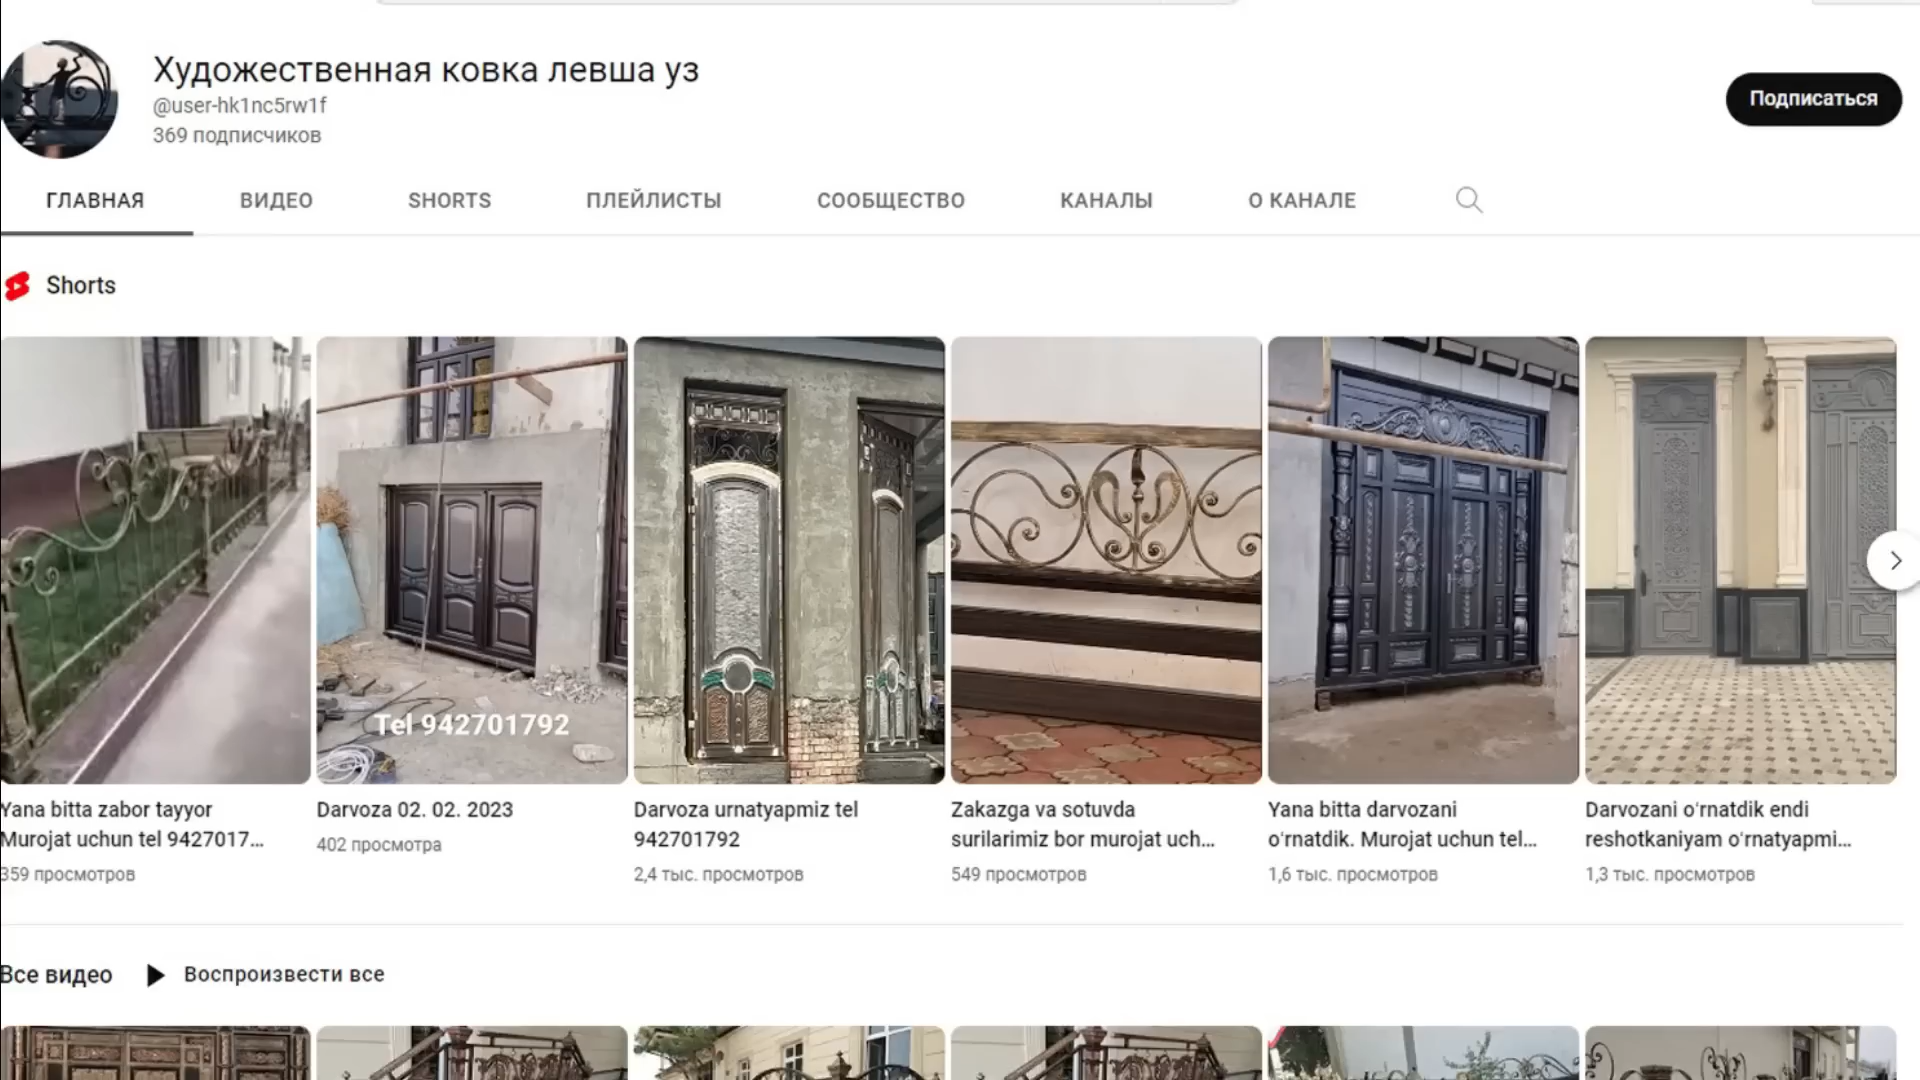 Художественная ковка левша уз
@user-hk1nc5rw1f
369 подписчиков
Подписаться
ГЛАВНАЯ
ВИДЕО
SHORTS
ПЛЕЙЛИСТЫ
СООБЩЕСТВО
КАНАЛЫ
О КАНАЛЕ
Shorts
Tel 942701792
Yana bitta zabor tayyor
Murojat uchun tel 9427017...
359 просмотров
Darvoza 02. 02. 2023
402 просмотра
Darvoza urnatyapmiz tel
942701792
2,4 тыс. просмотров
Zakazga va sotuvda
surilarimiz bor murojat uch...
549 просмотров
Yana bitta darvozani
o‘rnatdik. Murojat uchun tel...
1,6 тыс. просмотров
Darvozani o‘rnatdik endi
reshotkaniyam o‘rnatyapmi...
1,3 тыс. просмотров
Все видео
Воспроизвести все